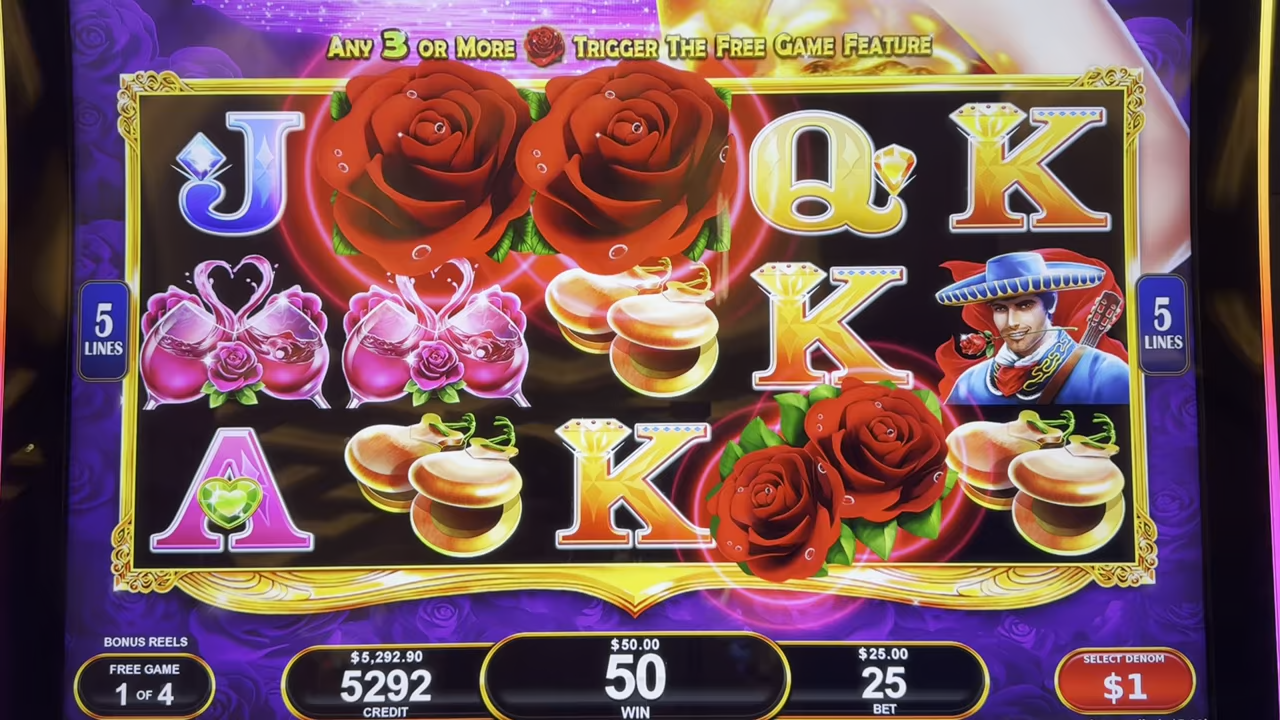 ANY 3 OR MORE TRIGGER THE FREE GAME FEATURE
J Q K
5 LINES
K
5 LINES
A K
BONUS REELS
FREE GAME
1 OF 4
$5,292.90
5292
CREDIT
$50.00
50
WIN
$25.00
25
BET
SELECT DENOM
$1